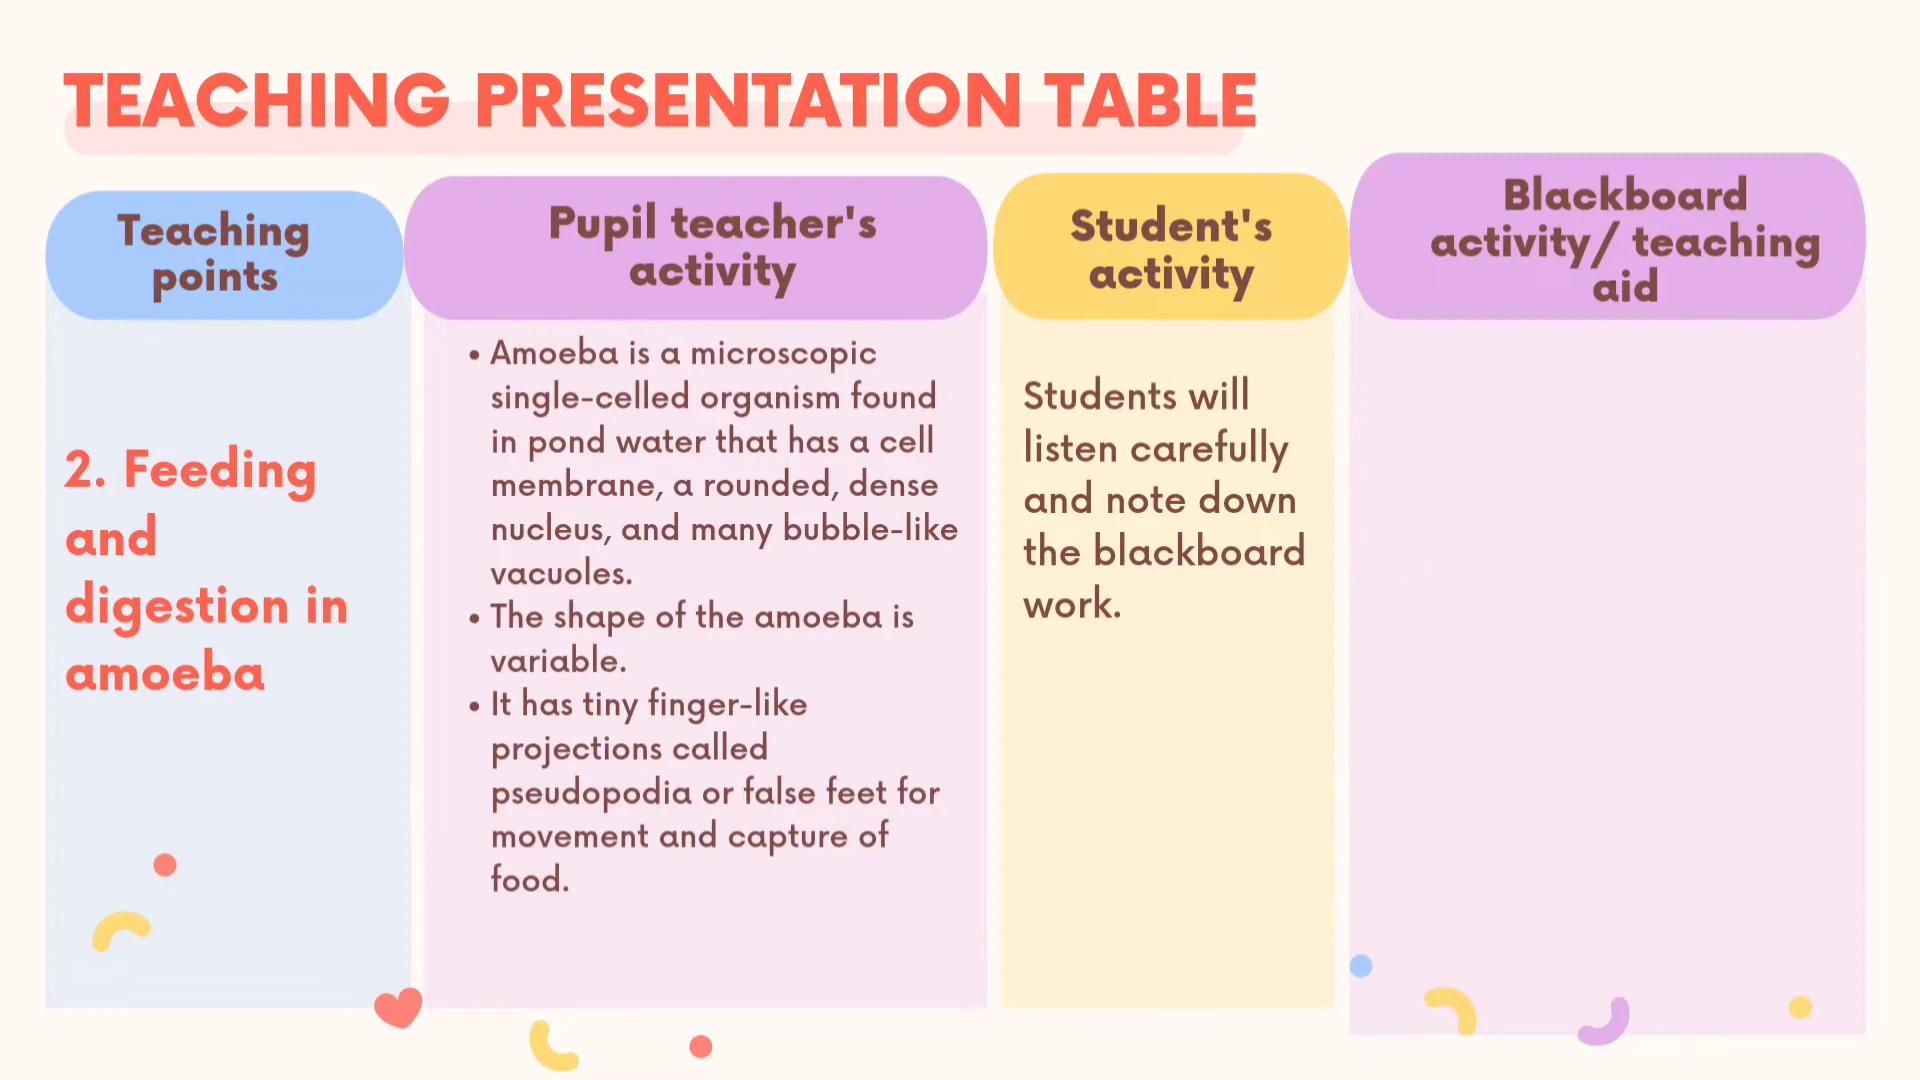 TEACHING PRESENTATION TABLE
Teaching
points
Pupil teacher's
activity
Student's
activity
Blackboard
activity/ teaching
aid
2. Feeding
and
digestion in
amoeba
• Amoeba is a microscopic
single-celled organism found
in pond water that has a cell
membrane, a rounded, dense
nucleus, and many bubble-like
vacuoles.
• The shape of the amoeba is
variable.
• It has tiny finger-like
projections called
pseudopodia or false feet for
movement and capture of
food.
Students will
listen carefully
and note down
the blackboard
work.